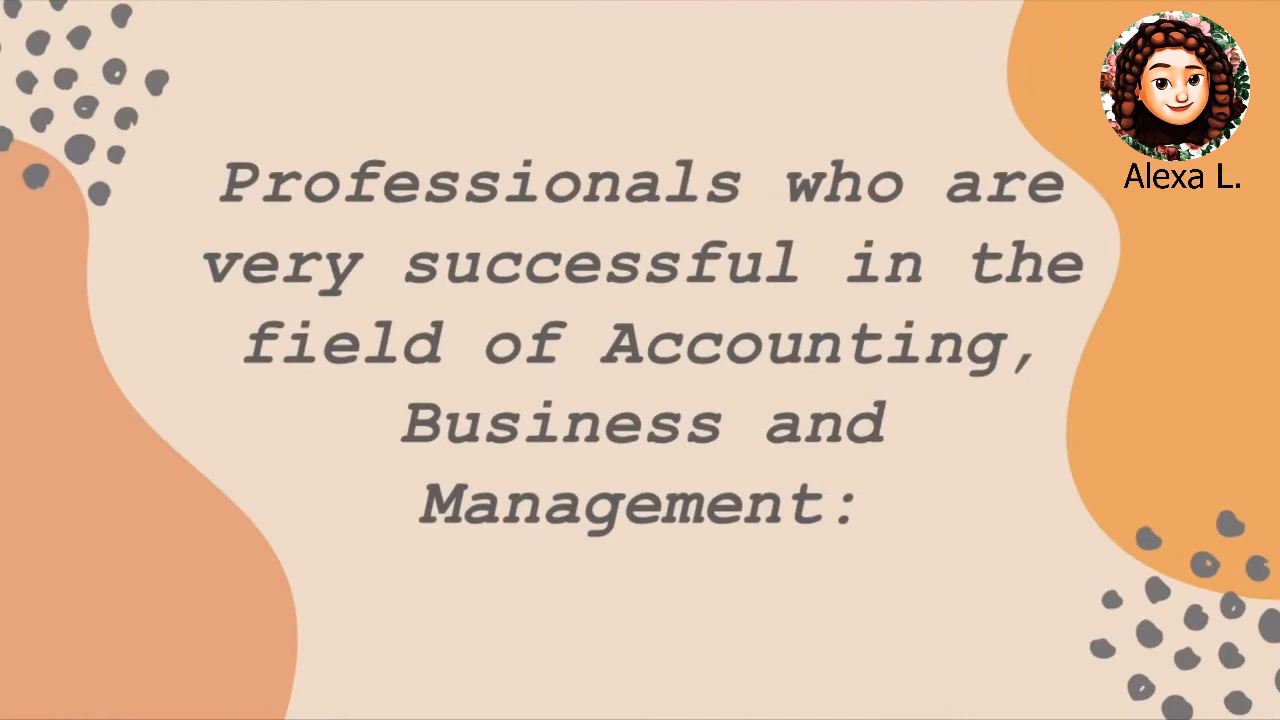 Alexa L.
Professionals who are
very successful in the
field of Accounting,
Business and
Management: